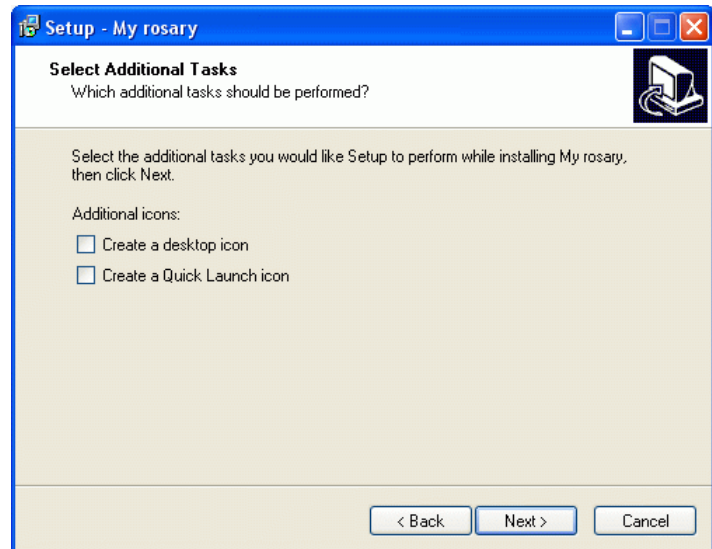 Setup - My rosary
Select Additional Tasks
Which additional tasks should be performed?
Select the additional tasks you would like Setup to perform while installing My rosary,
then click Next.
Additional icons:
Create a desktop icon
Create a Quick Launch icon
< Back Next > Cancel